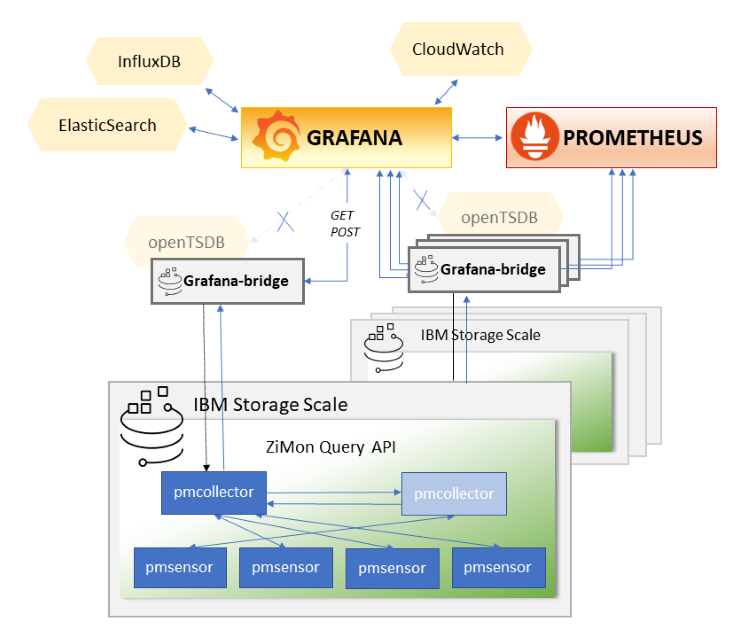 InfluxDB
CloudWatch
ElasticSearch
GRAFANA
PROMETHEUS
GET
POST
openTSDB
openTSDB
Grafana-bridge
Grafana-bridge
IBM Storage Scale
IBM Storage Scale
ZiMon Query API
pmcollector
pmcollector
pmsensor
pmsensor
pmsensor
pmsensor